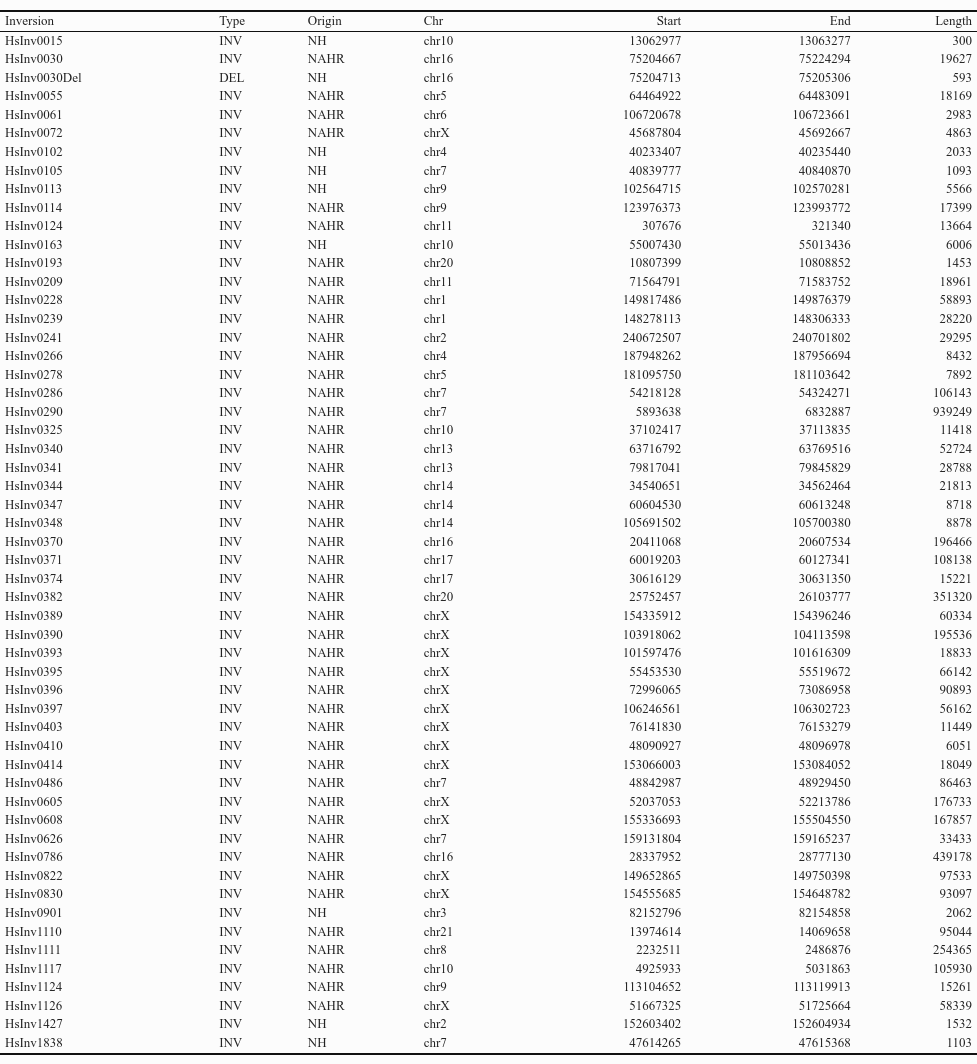 Inversion Type Origin Chr Start End Length
HsInv0015 INV NH chr10 13062977 13063277 300
HsInv0030 INV NAHR chr16 75204667 75224294 19627
HsInv0030Del DEL NH chr16 75204713 75205306 593
HsInv0055 INV NAHR chr5 64464922 64483091 18169
HsInv0061 INV NAHR chr6 106720678 106723661 2983
HsInv0072 INV NAHR chrX 45687804 45692667 4863
HsInv0102 INV NH chr4 40233407 40235440 2033
HsInv0105 INV NH chr7 40839777 40840870 1093
HsInv0113 INV NH chr9 102564715 102570281 5566
HsInv0114 INV NAHR chr9 123976373 123993772 17399
HsInv0124 INV NAHR chr11 307676 321340 13664
HsInv0163 INV NH chr10 55007430 55013436 6006
HsInv0193 INV NAHR chr20 10807399 10808852 1453
HsInv0209 INV NAHR chr11 71564791 71583752 18961
HsInv0228 INV NAHR chr1 149817486 149876379 58893
HsInv0239 INV NAHR chr1 148278113 148306333 28220
HsInv0241 INV NAHR chr2 240672507 240701802 29295
HsInv0266 INV NAHR chr4 187948262 187956694 8432
HsInv0278 INV NAHR chr5 181095750 181103642 7892
HsInv0286 INV NAHR chr7 54218128 54324271 106143
HsInv0290 INV NAHR chr7 5893638 6832887 939249
HsInv0325 INV NAHR chr10 37102417 37113835 11418
HsInv0340 INV NAHR chr13 63716792 63769516 52724
HsInv0341 INV NAHR chr13 79817041 79845829 28788
HsInv0344 INV NAHR chr14 34540651 34562464 21813
HsInv0347 INV NAHR chr14 60604530 60613248 8718
HsInv0348 INV NAHR chr14 105691502 105700380 8878
HsInv0370 INV NAHR chr16 20411068 20607534 196466
HsInv0371 INV NAHR chr17 60019203 60127341 108138
HsInv0374 INV NAHR chr17 30616129 30631350 15221
HsInv0382 INV NAHR chr20 25752457 26103777 351320
HsInv0389 INV NAHR chrX 154335912 154396246 60334
HsInv0390 INV NAHR chrX 103918062 104113598 195536
HsInv0393 INV NAHR chrX 101597476 101616309 18833
HsInv0395 INV NAHR chrX 55453530 55519672 66142
HsInv0396 INV NAHR chrX 72996065 73086958 90893
HsInv0397 INV NAHR chrX 106246561 106302723 56162
HsInv0403 INV NAHR chrX 76141830 76153279 11449
HsInv0410 INV NAHR chrX 48090927 48096978 6051
HsInv0414 INV NAHR chrX 153066003 153084052 18049
HsInv0486 INV NAHR chr7 48842987 48929450 86463
HsInv0605 INV NAHR chrX 52037053 52213786 176733
HsInv0608 INV NAHR chrX 155336693 155504550 167857
HsInv0626 INV NAHR chr7 159131804 159165237 33433
HsInv0786 INV NAHR chr16 28337952 28777130 439178
HsInv0822 INV NAHR chrX 149652865 149750398 97533
HsInv0830 INV NAHR chrX 154555685 154648782 93097
HsInv0901 INV NH chr3 82152796 82154858 2062
HsInv1110 INV NAHR chr21 13974614 14069658 95044
HsInv1111 INV NAHR chr8 2232511 2486876 254365
HsInv1117 INV NAHR chr10 4925933 5031863 105930
HsInv1124 INV NAHR chr9 113104652 113119913 15261
HsInv1126 INV NAHR chrX 51667325 51725664 58339
HsInv1427 INV NH chr2 152603402 152604934 1532
HsInv1838 INV NH chr7 47614265 47615368 1103